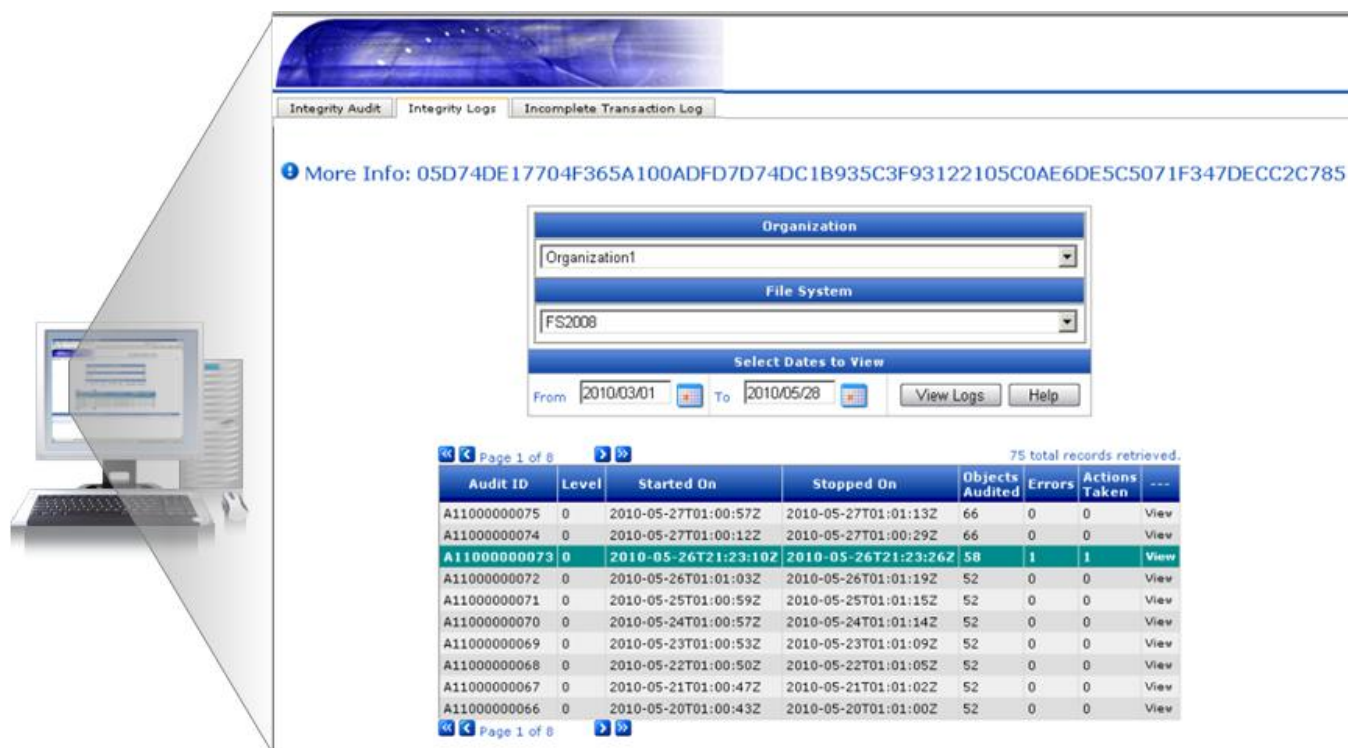 Integrity Audit Integrity Logs Incomplete Transaction Log
More Info: 05D74DE17704F365A100ADFD7D74DC1B935C3F93122105C0AE6DE5C5071F347DECC2C785
Organization
Organization1
File System
FS2008
Select Dates to View
From 2010/03/01 To 2010/05/28 View Logs Help
Page 1 of 8 75 total records retrieved.
Audit ID Level Started On Stopped On Objects Audited Errors Actions Taken ---
A11000000075 0 2010-05-27T01:00:57Z 2010-05-27T01:01:13Z 66 0 0 View
A11000000074 0 2010-05-27T01:00:12Z 2010-05-27T01:00:29Z 66 0 0 View
A11000000073 0 2010-05-26T21:23:10Z 2010-05-26T21:23:26Z 58 1 1 View
A11000000072 0 2010-05-26T01:01:03Z 2010-05-26T01:01:19Z 52 0 0 View
A11000000071 0 2010-05-25T01:00:59Z 2010-05-25T01:01:15Z 52 0 0 View
A11000000070 0 2010-05-24T01:00:57Z 2010-05-24T01:01:14Z 52 0 0 View
A11000000069 0 2010-05-23T01:00:53Z 2010-05-23T01:01:09Z 52 0 0 View
A11000000068 0 2010-05-22T01:00:50Z 2010-05-22T01:01:05Z 52 0 0 View
A11000000067 0 2010-05-21T01:00:47Z 2010-05-21T01:01:02Z 52 0 0 View
A11000000066 0 2010-05-20T01:00:43Z 2010-05-20T01:01:00Z 52 0 0 View
Page 1 of 8